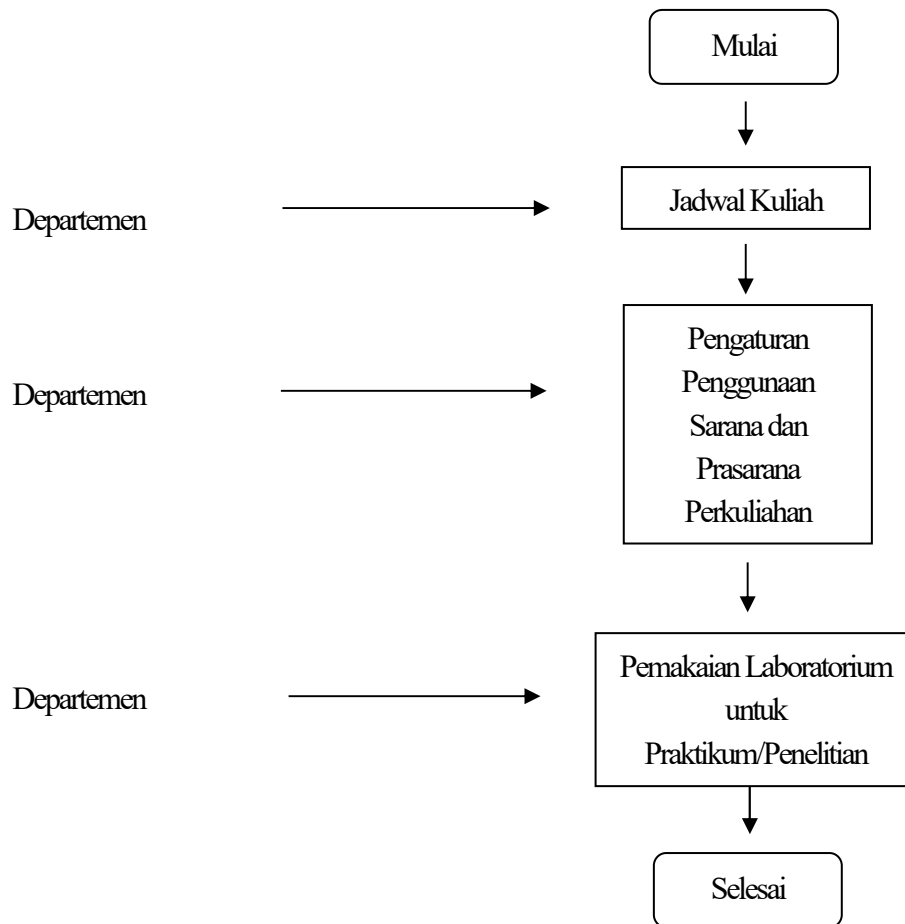 Mulai
Departemen
Jadwal Kuliah
Departemen
Pengaturan
Penggunaan
Sarana dan
Prasarana
Perkuliahan
Departemen
Pemakaian Laboratorium
untuk
Praktikum/Penelitian
Selesai